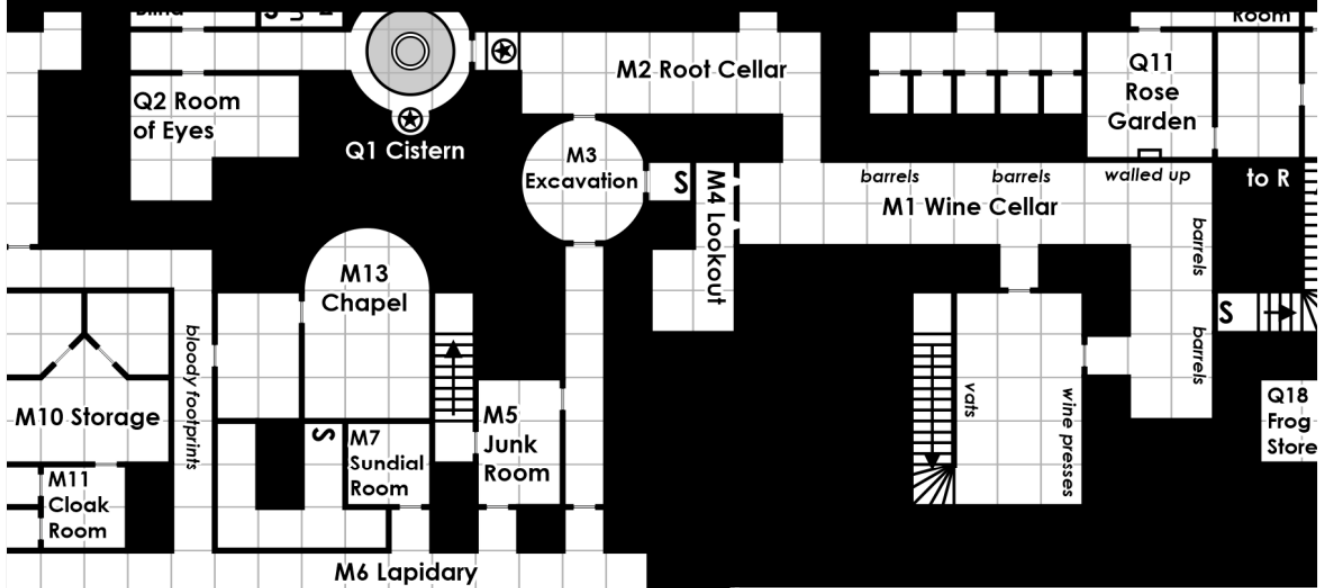 Blind
S
Room
M2 Root Cellar
Q11
Rose
Garden
Q2 Room
of Eyes
Q1 Cistern
M3
Excavation
S
M4 Lookout
barrels
barrels
walled up
to R
M1 Wine Cellar
barrels
M13
Chapel
S
bloody footprints
barrels
M10 Storage
M5
Junk
Room
vats
wine presses
Q18
Frog
Store
S
M7
Sundial
Room
M11
Cloak
Room
M6 Lapidary